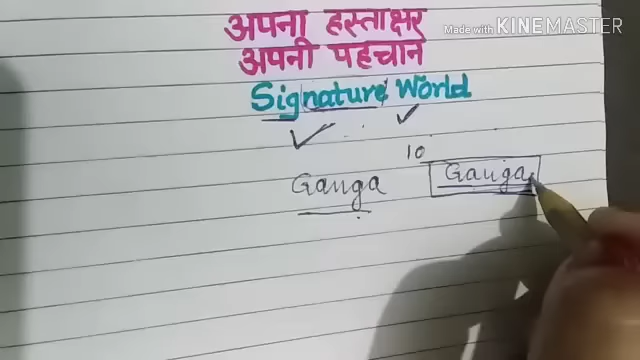 Made with KINEMASTER
अपना हस्ताक्षर
अपनी पहचान
Signature World
10
Ganga Ganga